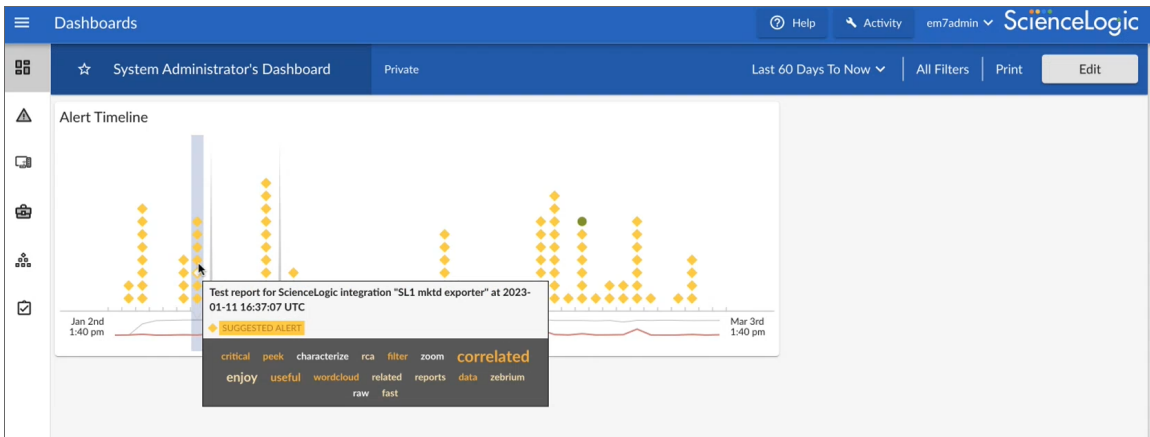 Dashboards
Help
Activity
em7admin
ScienceLogic
System Administrator's Dashboard
Private
Last 60 Days To Now
All Filters
Print
Edit
Alert Timeline
Test report for ScienceLogic integration "SL1 mktd exporter" at 2023-
01-11 16:37:07 UTC
SUGGESTED ALERT
critical peek characterize rca filter zoom correlated
enjoy useful wordcloud related reports data zebrium
raw fast
Jan 2nd
1:40 pm
Mar 3rd
1:40 pm